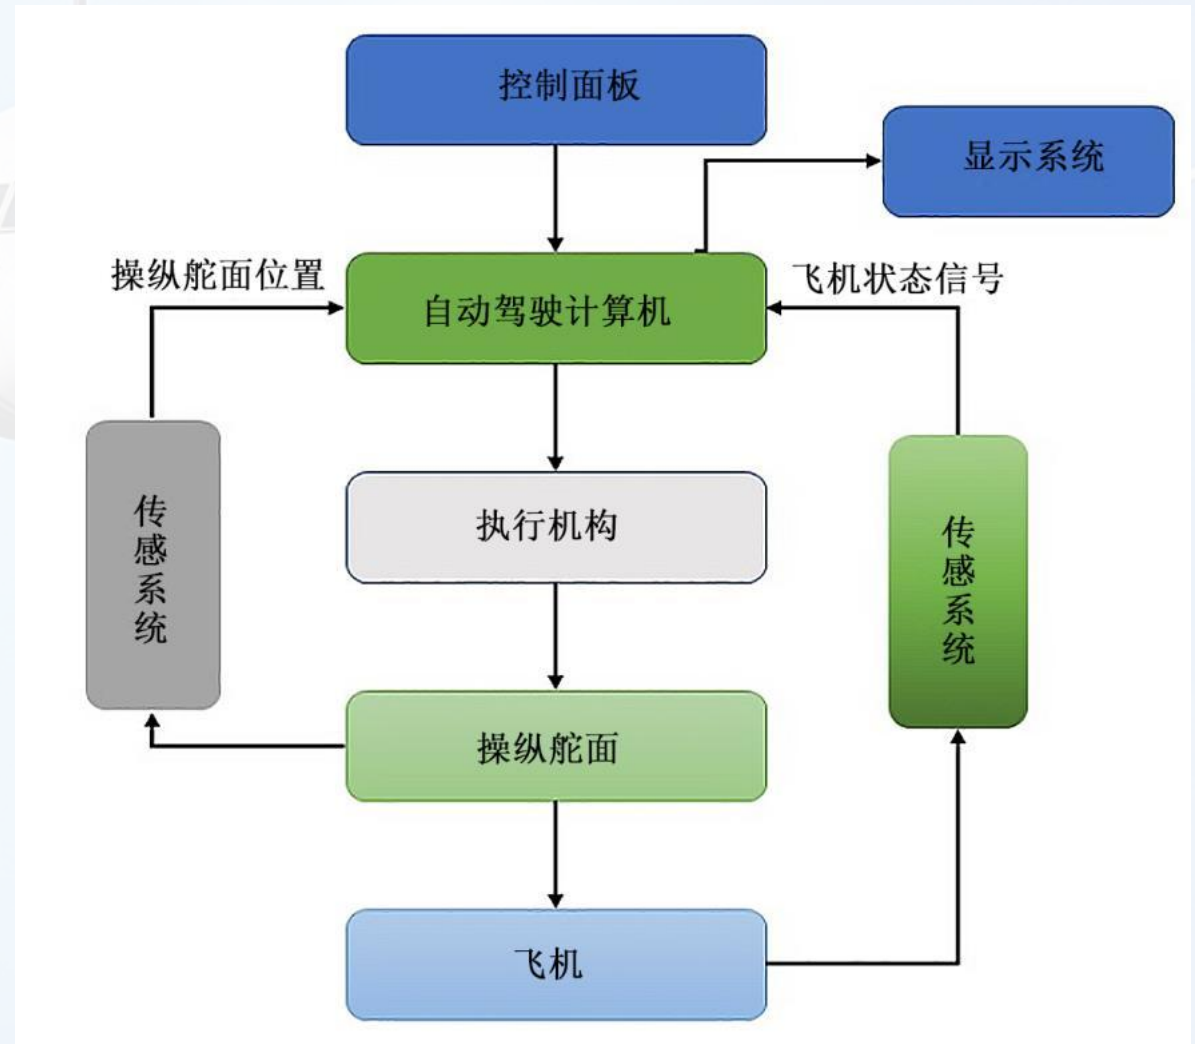 控制面板
显示系统
操纵舵面位置
自动驾驶计算机
飞机状态信号
传感系统
执行机构
传感系统
操纵舵面
飞机